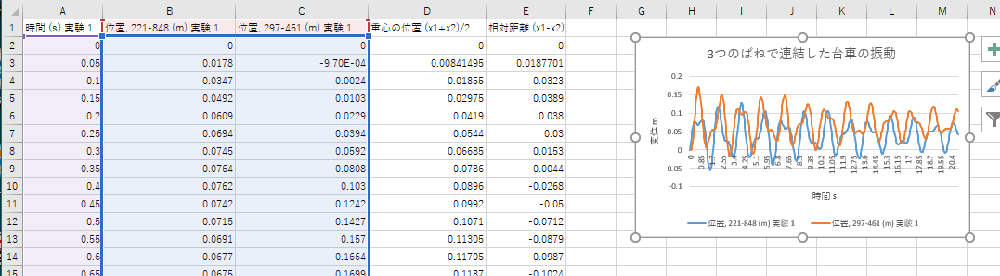 A B C D E F G H I J K L M N
1 時間 (s) 実験 1 位置, 221-848 (m) 実験 1 位置, 297-461 (m) 実験 1 重心の位置 (x1+x2)/2 相対距離 (x1-x2)
2 0 0 0 0 0
3 0.05 0.0178 -9.70E-04 0.00841495 0.0187701
4 0.1 0.0347 0.0024 0.01855 0.0323
5 0.15 0.0492 0.0103 0.02975 0.0389
6 0.2 0.0609 0.0229 0.0419 0.038
7 0.25 0.0694 0.0394 0.0544 0.03
8 0.3 0.0745 0.0592 0.06685 0.0153
9 0.35 0.0764 0.0808 0.0786 -0.0044
10 0.4 0.0762 0.103 0.0896 -0.0268
11 0.45 0.0742 0.1242 0.0992 -0.05
12 0.5 0.0715 0.1427 0.1071 -0.0712
13 0.55 0.0691 0.157 0.11305 -0.0879
14 0.6 0.0677 0.1664 0.11705 -0.0987
15 0.65 0.0675 0.1699 0.1187 -0.1024
3つのばねで連結した台車の振動
変位 m
0.2
0.15
0.1
0.05
0
-0.05
-0.1
0 0.85 1.7 2.55 3.4 4.25 5.1 5.95 6.8 7.65 8.5 9.35 10.2 11.05 11.9 12.75 13.6 14.45 15.3 16.15 17 17.85 18.7 19.55 20.4
時間 s
位置, 221-848 (m) 実験 1 位置, 297-461 (m) 実験 1